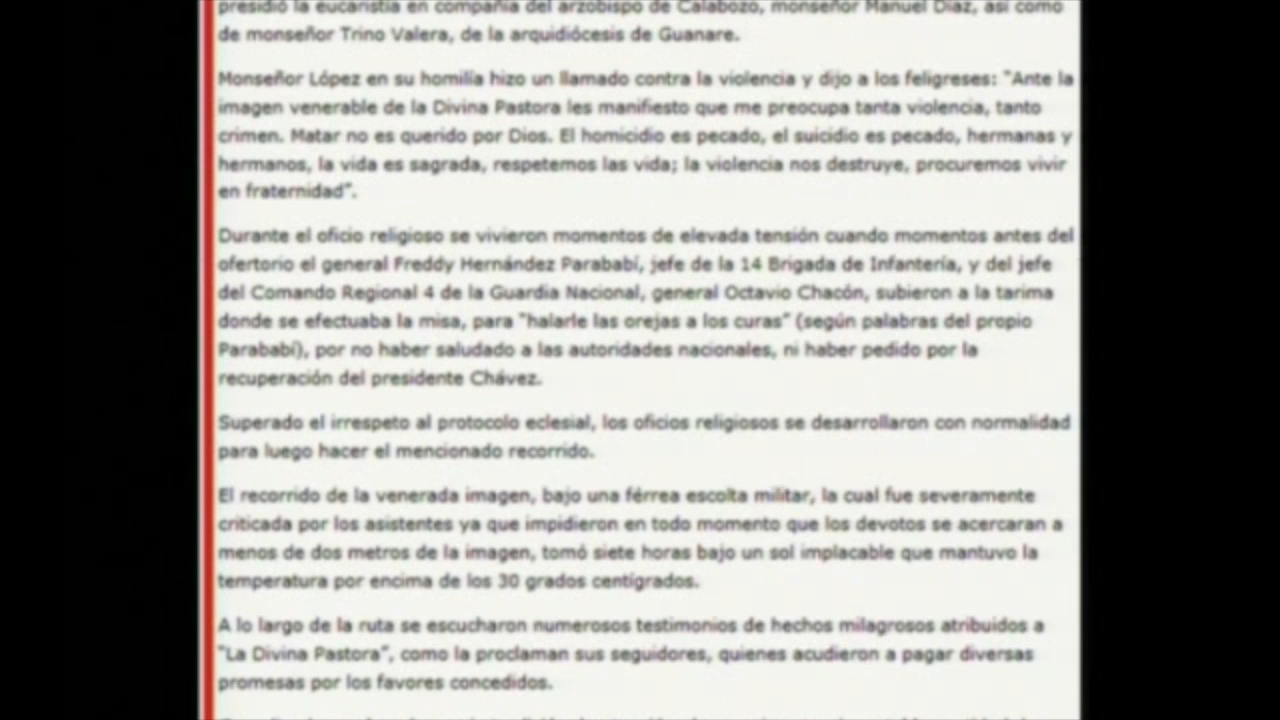 presidió la eucaristía en compañía del arzobispo de Calabozo, monseñor Manuel Díaz, así como
de monseñor Trino Valera, de la arquidiócesis de Guanare.
Monseñor López en su homilía hizo un llamado contra la violencia y dijo a los feligreses: "Ante la
imagen venerable de la Divina Pastora les manifiesto que me preocupa tanta violencia, tanto
crimen. Matar no es querido por Dios. El homicidio es pecado, el suicidio es pecado, hermanas y
hermanos, la vida es sagrada, respetemos las vida; la violencia nos destruye, procuremos vivir
en fraternidad".
Durante el oficio religioso se vivieron momentos de elevada tensión cuando momentos antes del
ofertorio el general Freddy Hernández Parababí, jefe de la 14 Brigada de Infantería, y del jefe
del Comando Regional 4 de la Guardia Nacional, general Octavio Chacón, subieron a la tarima
donde se efectuaba la misa, para "halarle las orejas a los curas" (según palabras del propio
Parababí), por no haber saludado a las autoridades nacionales, ni haber pedido por la
recuperación del presidente Chávez.
Superado el irrespeto al protocolo eclesial, los oficios religiosos se desarrollaron con normalidad
para luego hacer el mencionado recorrido.
El recorrido de la venerada imagen, bajo una férrea escolta militar, la cual fue severamente
criticada por los asistentes ya que impidieron en todo momento que los devotos se acercaran a
menos de dos metros de la imagen, tomó siete horas bajo un sol implacable que mantuvo la
temperatura por encima de los 30 grados centígrados.
A lo largo de la ruta se escucharon numerosos testimonios de hechos milagrosos atribuidos a
"La Divina Pastora", como la proclaman sus seguidores, quienes acudieron a pagar diversas
promesas por los favores concedidos.